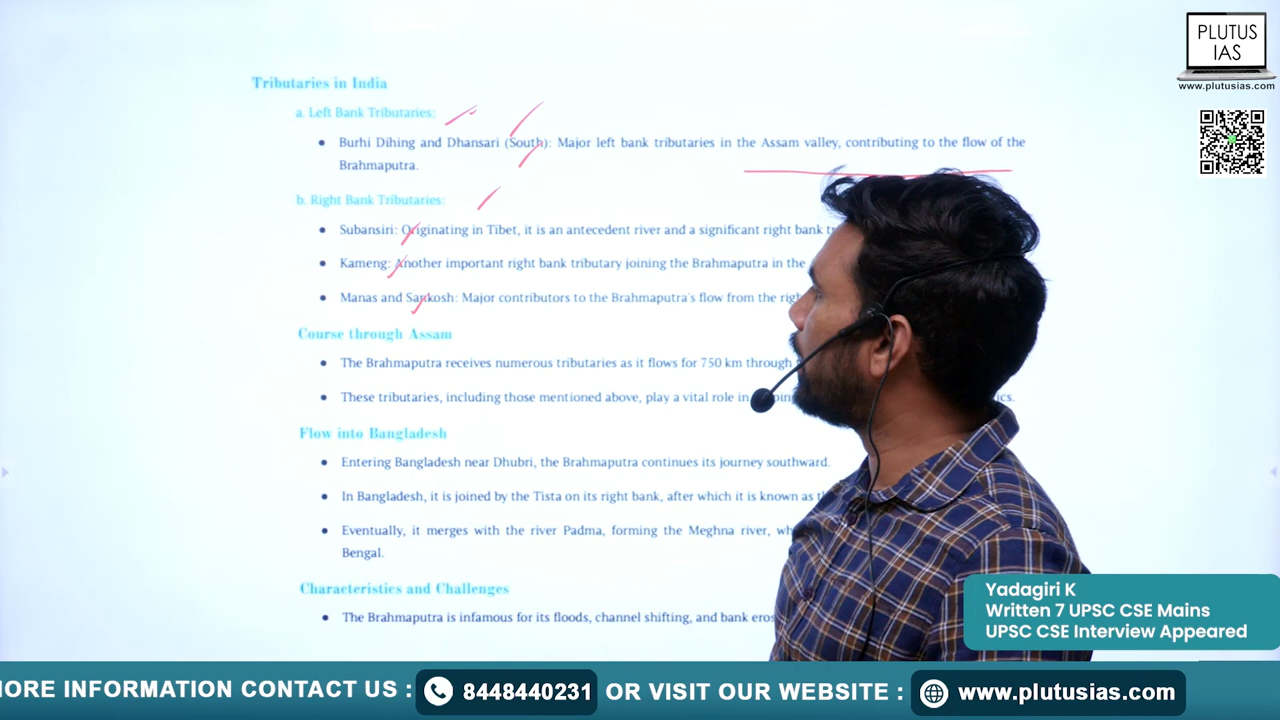 PLUTUS
IAS
www.plutusias.com
Tributaries in India
a. Left Bank Tributaries:
• Burhi Dihing and Dhansari (South): Major left bank tributaries in the Assam valley, contributing to the flow of the
Brahmaputra.
b. Right Bank Tributaries:
• Subansiri: Originating in Tibet, it is an antecedent river and a significant right bank
• Kameng: Another important right bank tributary joining the Brahmaputra in the
• Manas and Sankosh: Major contributors to the Brahmaputra's flow from the
Course through Assam
• The Brahmaputra receives numerous tributaries as it flows for 750 km through
• These tributaries, including those mentioned above, play a vital role in
Flow into Bangladesh
• Entering Bangladesh near Dhubri, the Brahmaputra continues its journey southward.
• In Bangladesh, it is joined by the Tista on its right bank, after which it is known as
• Eventually, it merges with the river Padma, forming the Meghna river,
Bengal.
Characteristics and Challenges
• The Brahmaputra is infamous for its floods, channel shifting, and bank
Yadagiri K
Written 7 UPSC CSE Mains
UPSC CSE Interview Appeared
MORE INFORMATION CONTACT US : 8448440231 OR VISIT OUR WEBSITE : www.plutusias.com